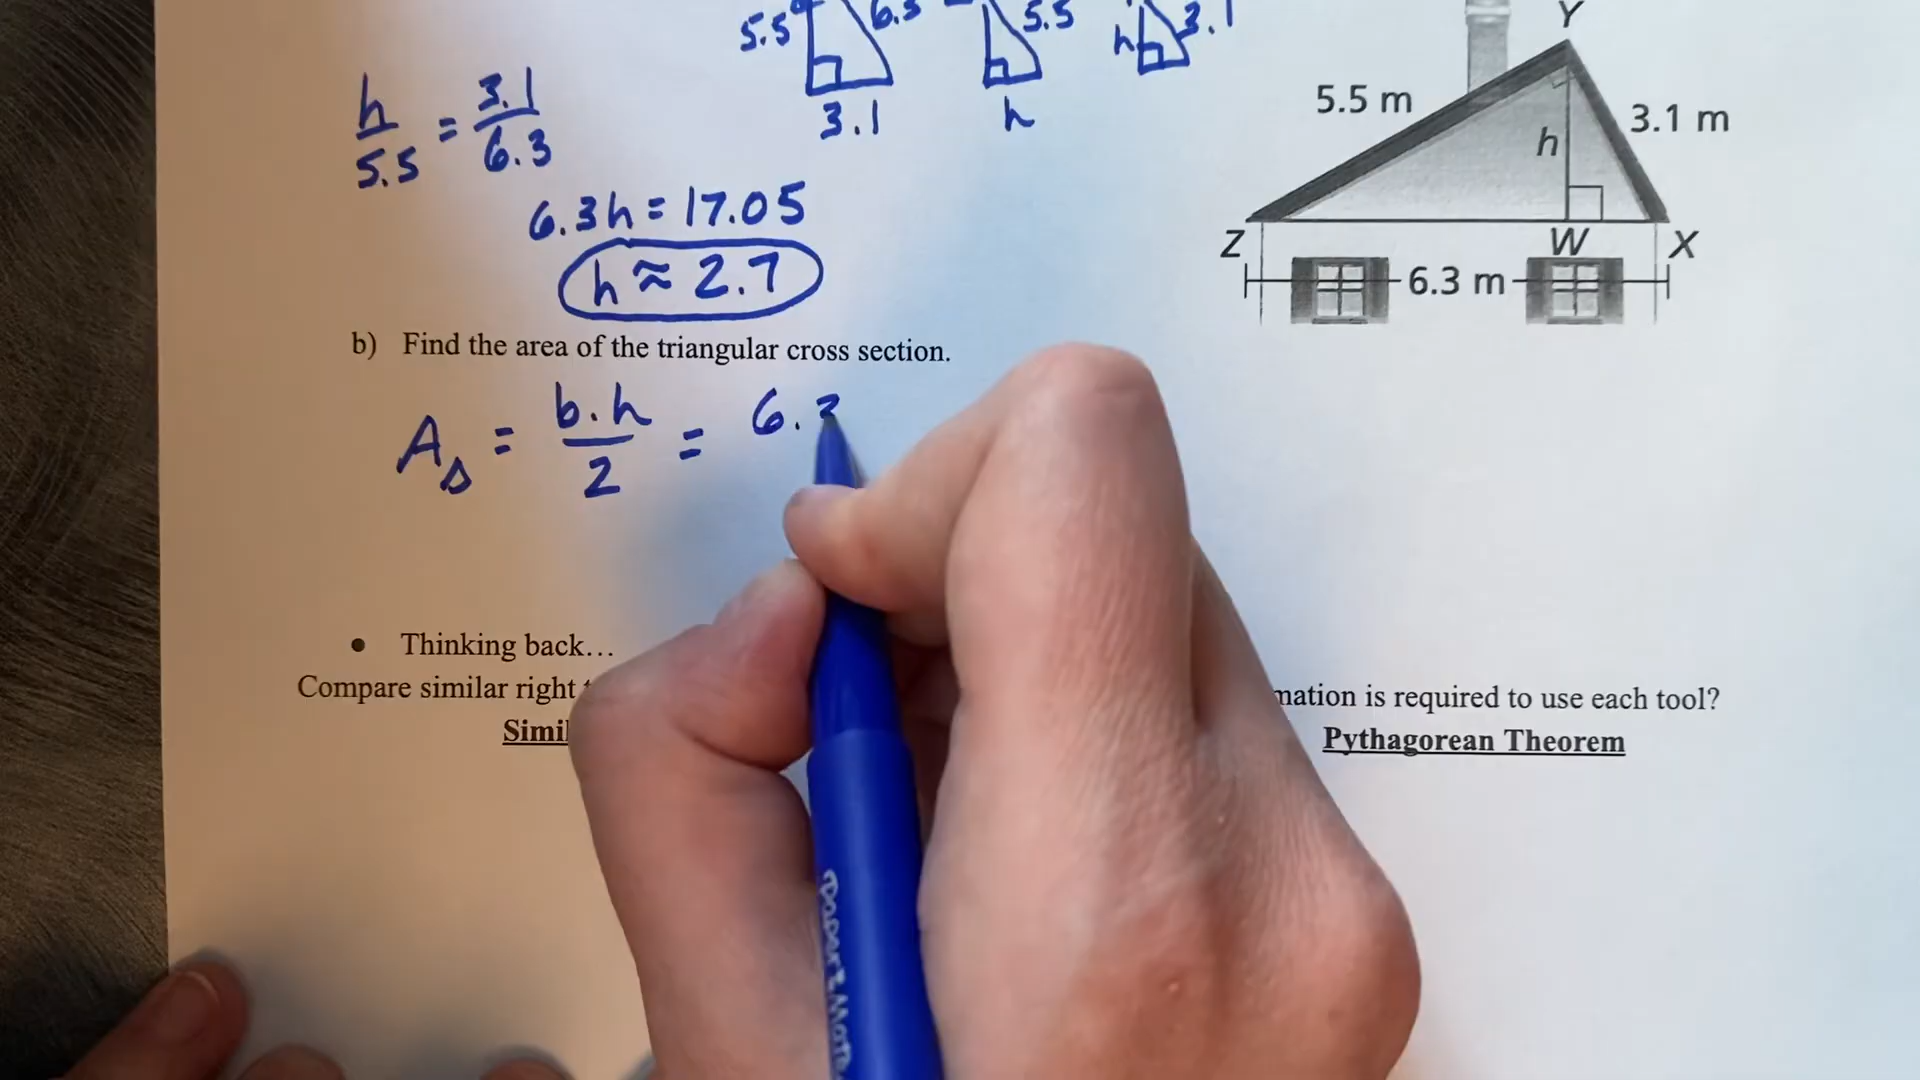 5.5 6.3 5.5 h 3.1
3.1 h
h/5.5 = 3.1/6.3
6.3h = 17.05
h ≈ 2.7
Y
5.5 m 3.1 m
h
Z W X
6.3 m
b) Find the area of the triangular cross section.
A△ = b.h/2 = 6.3
• Thinking back…
Compare similar right is required to use each tool?
Pythagorean Theorem
PaperMate